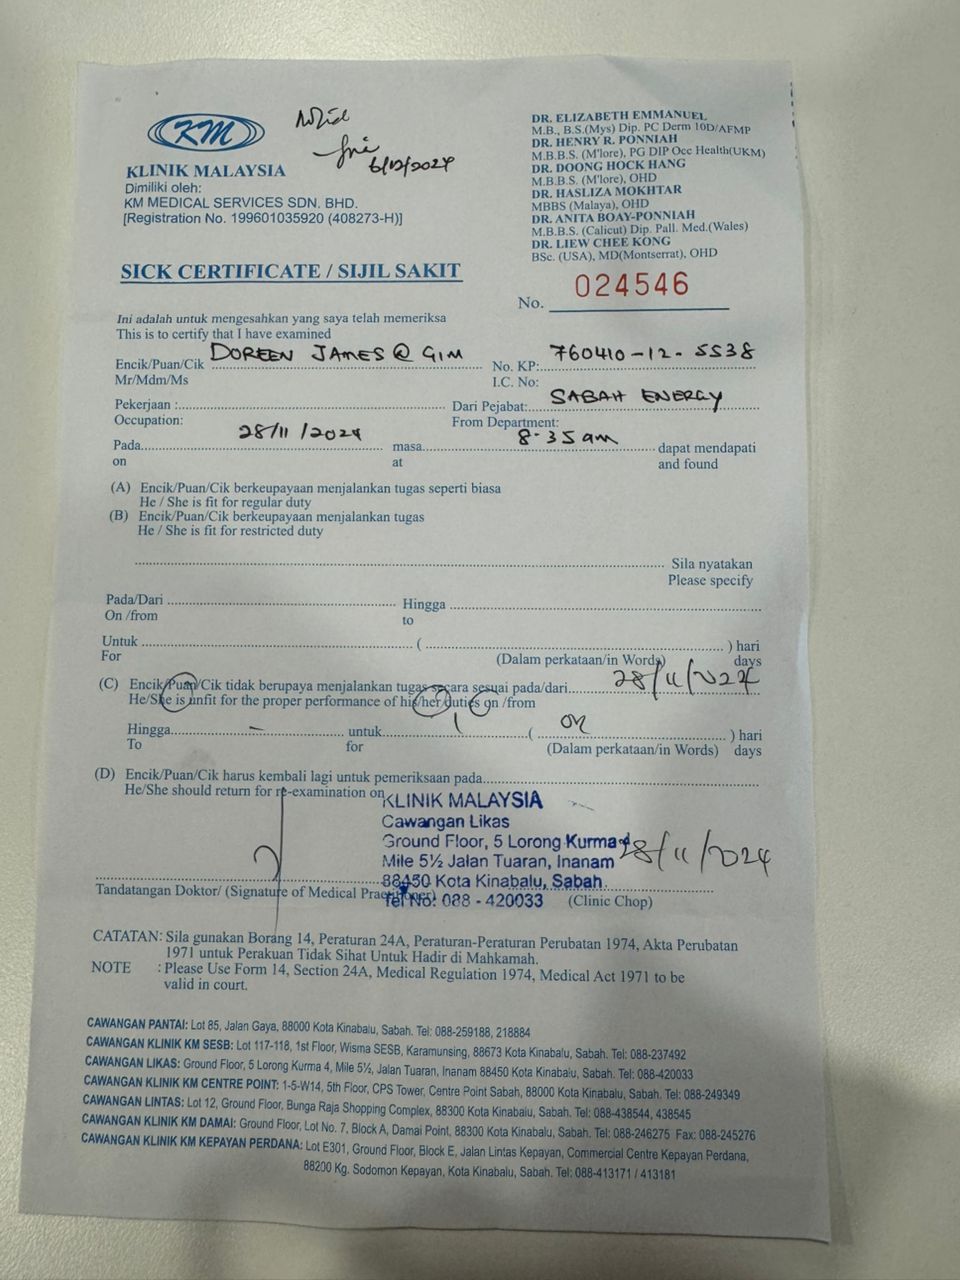 KM
KLINIK MALAYSIA
Dimiliki oleh:
KM MEDICAL SERVICES SDN. BHD.
[Registration No. 199601035920 (408273-H)]
6/12/2024
DR. ELIZABETH EMMANUEL
M.B., B.S.(Mys) Dip. PC Derm 10D/AFMP
DR. HENRY R. PONNIAH
M.B.B.S. (M'lore), PG DIP Occ Health(UKM)
DR. DOONG HOCK HANG
M.B.B.S. (M'lore), OHD
DR. HASLIZA MOKHTAR
MBBS (Malaya), OHD
DR. ANITA BOAY-PONNIAH
M.B.B.S. (Calicut) Dip. Pall. Med.(Wales)
DR. LIEW CHEE KONG
BSc. (USA), MD(Montserrat), OHD
SICK CERTIFICATE / SIJIL SAKIT
No. 024546
Ini adalah untuk mengesahkan yang saya telah memeriksa
This is to certify that I have examined
Encik/Puan/Cik DOREEN JAMES @ GIM No. KP: 760410-12-5538
Mr/Mdm/Ms I.C. No:
Pekerjaan : Dari Pejabat: SABAH ENERGY
Occupation: From Department:
Pada 28/11/2024 masa 8.35am dapat mendapati
on at and found
(A) Encik/Puan/Cik berkeupayaan menjalankan tugas seperti biasa
He / She is fit for regular duty
(B) Encik/Puan/Cik berkeupayaan menjalankan tugas
He / She is fit for restricted duty
Sila nyatakan
Please specify
Pada/Dari Hingga
On /from to
Untuk ( ) hari
For (Dalam perkataan/in Words) days
(C) Encik/Puan/Cik tidak berupaya menjalankan tugas secara sesuai pada/dari 28/11/2024
He/She is unfit for the proper performance of his/her/duties on /from
Hingga - untuk 1 ( ) hari
To for (Dalam perkataan/in Words) days
(D) Encik/Puan/Cik harus kembali lagi untuk pemeriksaan pada
He/She should return for re-examination on
KLINIK MALAYSIA
Cawangan Likas
Ground Floor, 5 Lorong Kurma 4
Mile 5½ Jalan Tuaran, Inanam
88450 Kota Kinabalu, Sabah.
Tel No: 088 - 420033
28/11/2024
Tandatangan Doktor/ (Signature of Medical Practitioner) (Clinic Chop)
CATATAN: Sila gunakan Borang 14, Peraturan 24A, Peraturan-Peraturan Perubatan 1974, Akta Perubatan
1971 untuk Perakuan Tidak Sihat Untuk Hadir di Mahkamah.
NOTE : Please Use Form 14, Section 24A, Medical Regulation 1974, Medical Act 1971 to be
valid in court.
CAWANGAN PANTAI: Lot 85, Jalan Gaya, 88000 Kota Kinabalu, Sabah. Tel: 088-259188, 218884
CAWANGAN KLINIK KM SESB: Lot 117-118, 1st Floor, Wisma SESB, Karamunsing, 88673 Kota Kinabalu, Sabah. Tel: 088-237492
CAWANGAN LIKAS: Ground Floor, 5 Lorong Kurma 4, Mile 5½, Jalan Tuaran, Inanam 88450 Kota Kinabalu, Sabah. Tel: 088-420033
CAWANGAN KLINIK KM CENTRE POINT: 1-5-W14, 5th Floor, CPS Tower, Centre Point Sabah, 88000 Kota Kinabalu, Sabah. Tel: 088-249349
CAWANGAN LINTAS: Lot 12, Ground Floor, Bunga Raja Shopping Complex, 88300 Kota Kinabalu, Sabah. Tel: 088-438544, 438545
CAWANGAN KLINIK KM DAMAI: Ground Floor, Lot No. 7, Block A, Damai Point, 88300 Kota Kinabalu, Sabah. Tel: 088-246275 Fax: 088-245276
CAWANGAN KLINIK KM KEPAYAN PERDANA: Lot E301, Ground Floor, Block E, Jalan Lintas Kepayan, Commercial Centre Kepayan Perdana,
88200 Kg. Sodomon Kepayan, Kota Kinabalu, Sabah. Tel: 088-413171 / 413181